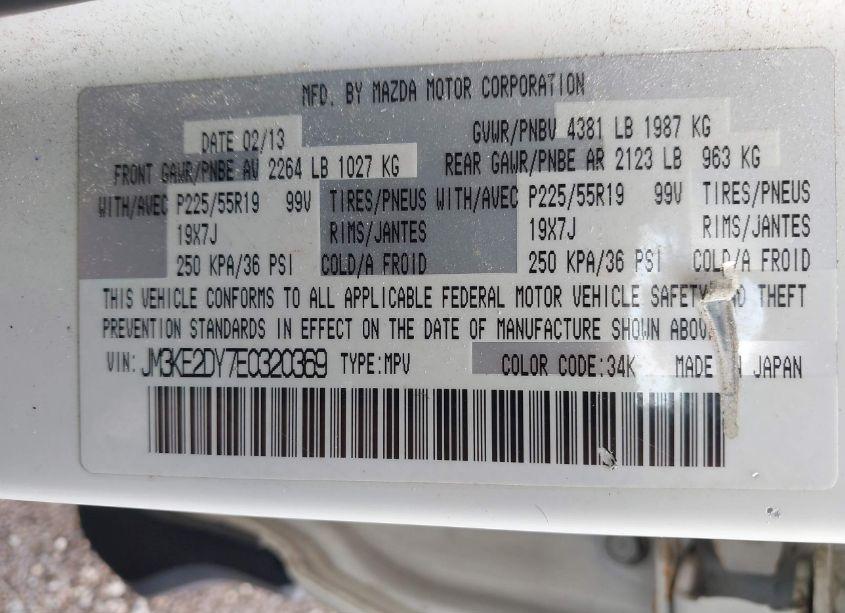 MFD. BY MAZDA MOTOR CORPORATION
DATE 02/13 GVWR/PNBV 4381 LB 1987 KG
FRONT GAWR/PNBE AV 2264 LB 1027 KG REAR GAWR/PNBE AR 2123 LB 963 KG
WITH/AVEC P225/55R19 99V TIRES/PNEUS WITH/AVEC P225/55R19 99V TIRES/PNEUS
19X7J RIMS/JANTES 19X7J RIMS/JANTES
250 KPA/36 PSI COLD/A FROID 250 KPA/36 PSI COLD/A FROID
THIS VEHICLE CONFORMS TO ALL APPLICABLE FEDERAL MOTOR VEHICLE SAFETY AND THEFT
PREVENTION STANDARDS IN EFFECT ON THE DATE OF MANUFACTURE SHOWN ABOVE.
VIN: JM3KE2DY7E0320369 TYPE:MPV COLOR CODE:34K MADE IN JAPAN